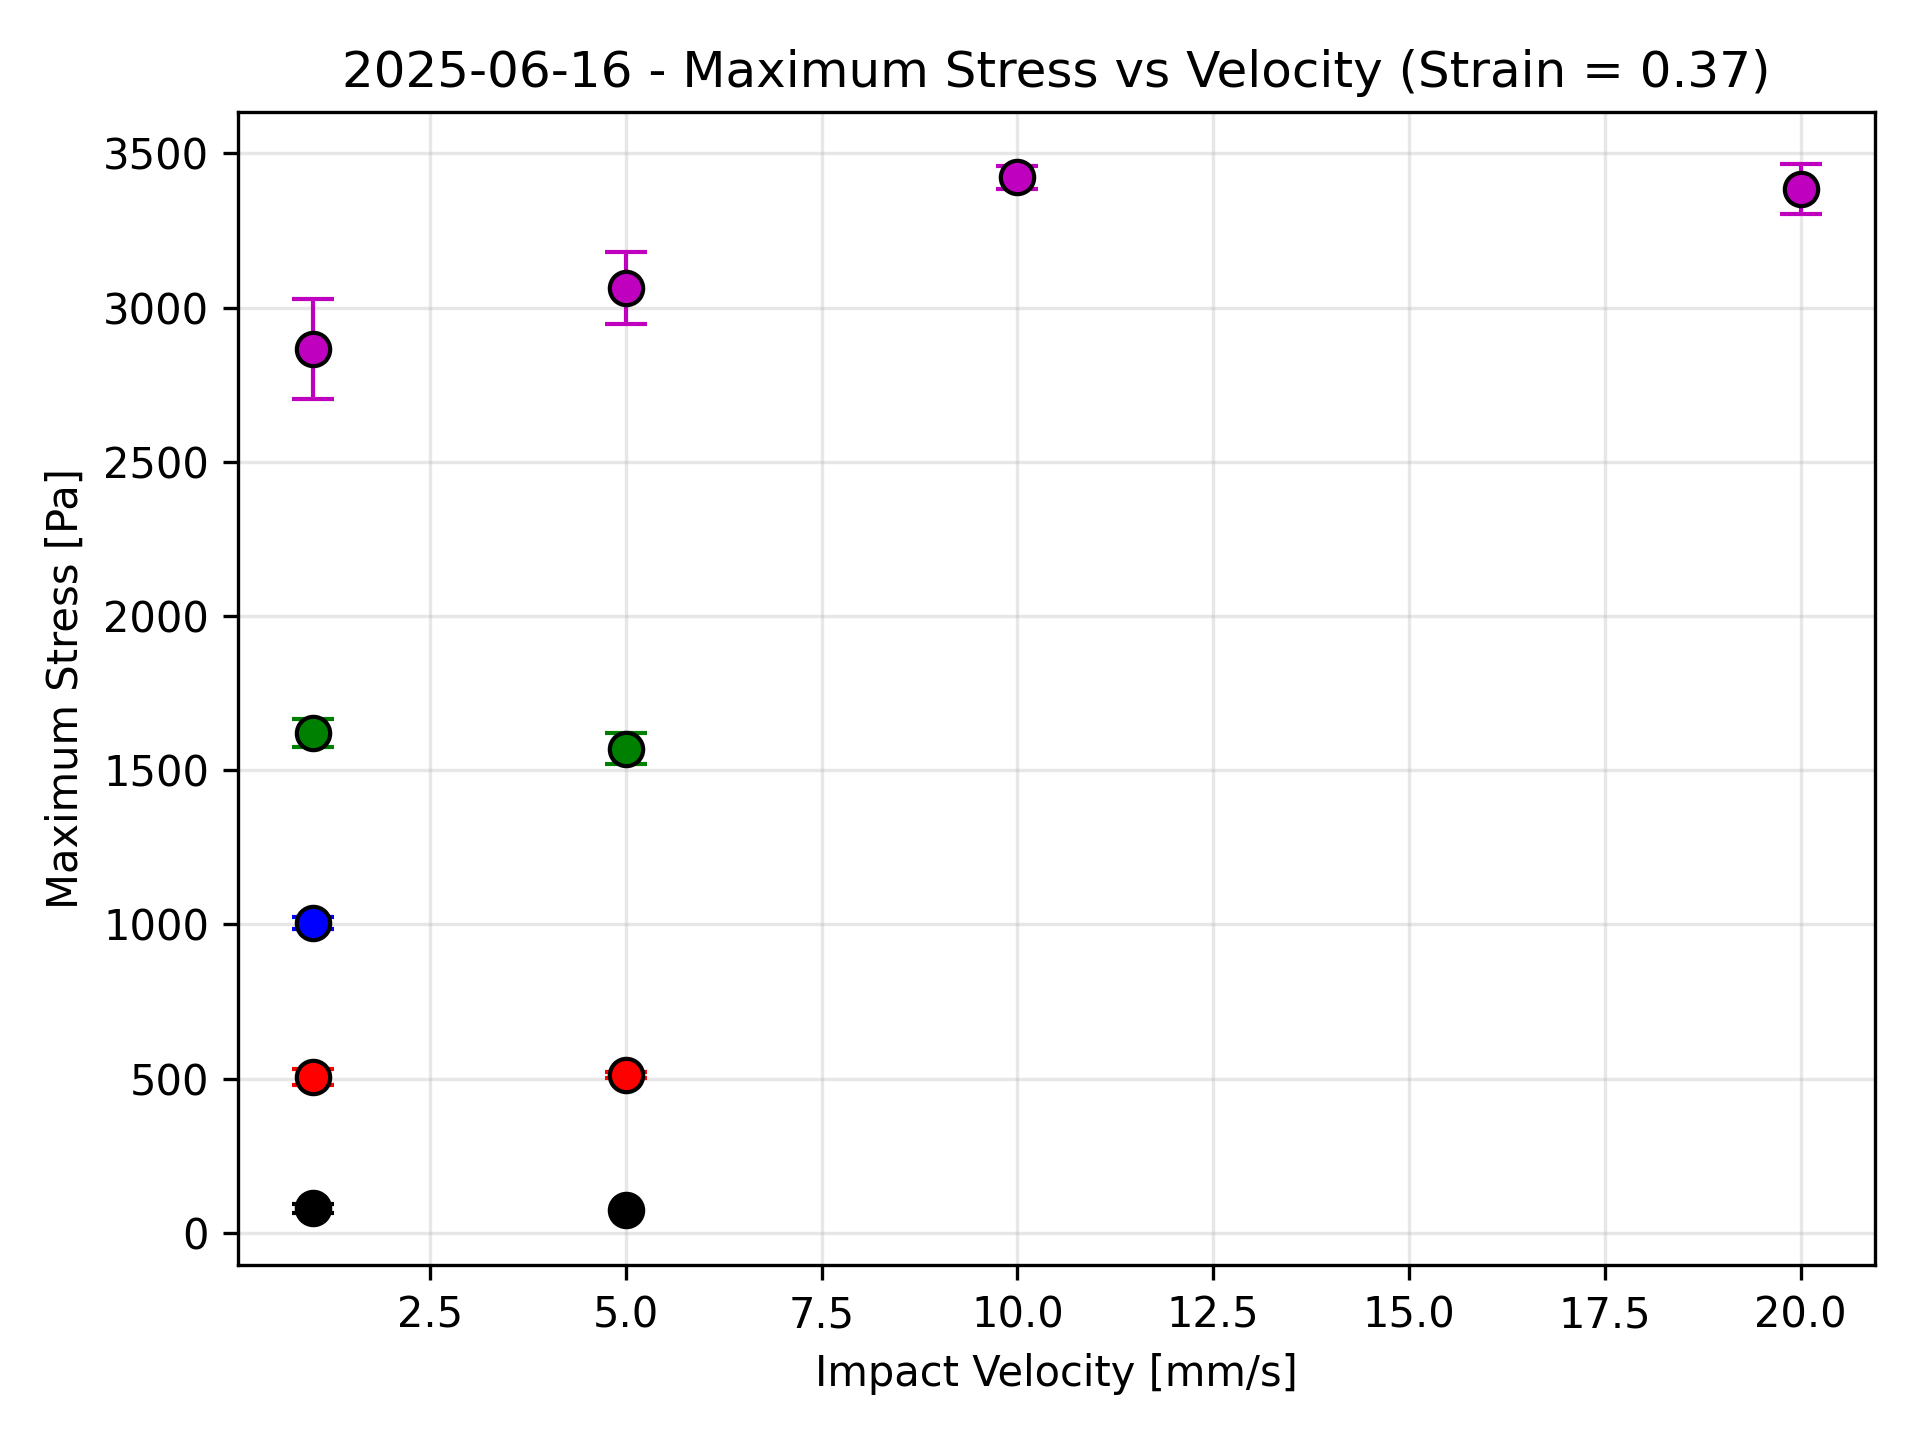 2025-06-16 - Maximum Stress vs Velocity (Strain = 0.37)
Maximum Stress [Pa]
3500
3000
2500
2000
1500
1000
500
0
2.5 5.0 7.5 10.0 12.5 15.0 17.5 20.0
Impact Velocity [mm/s]